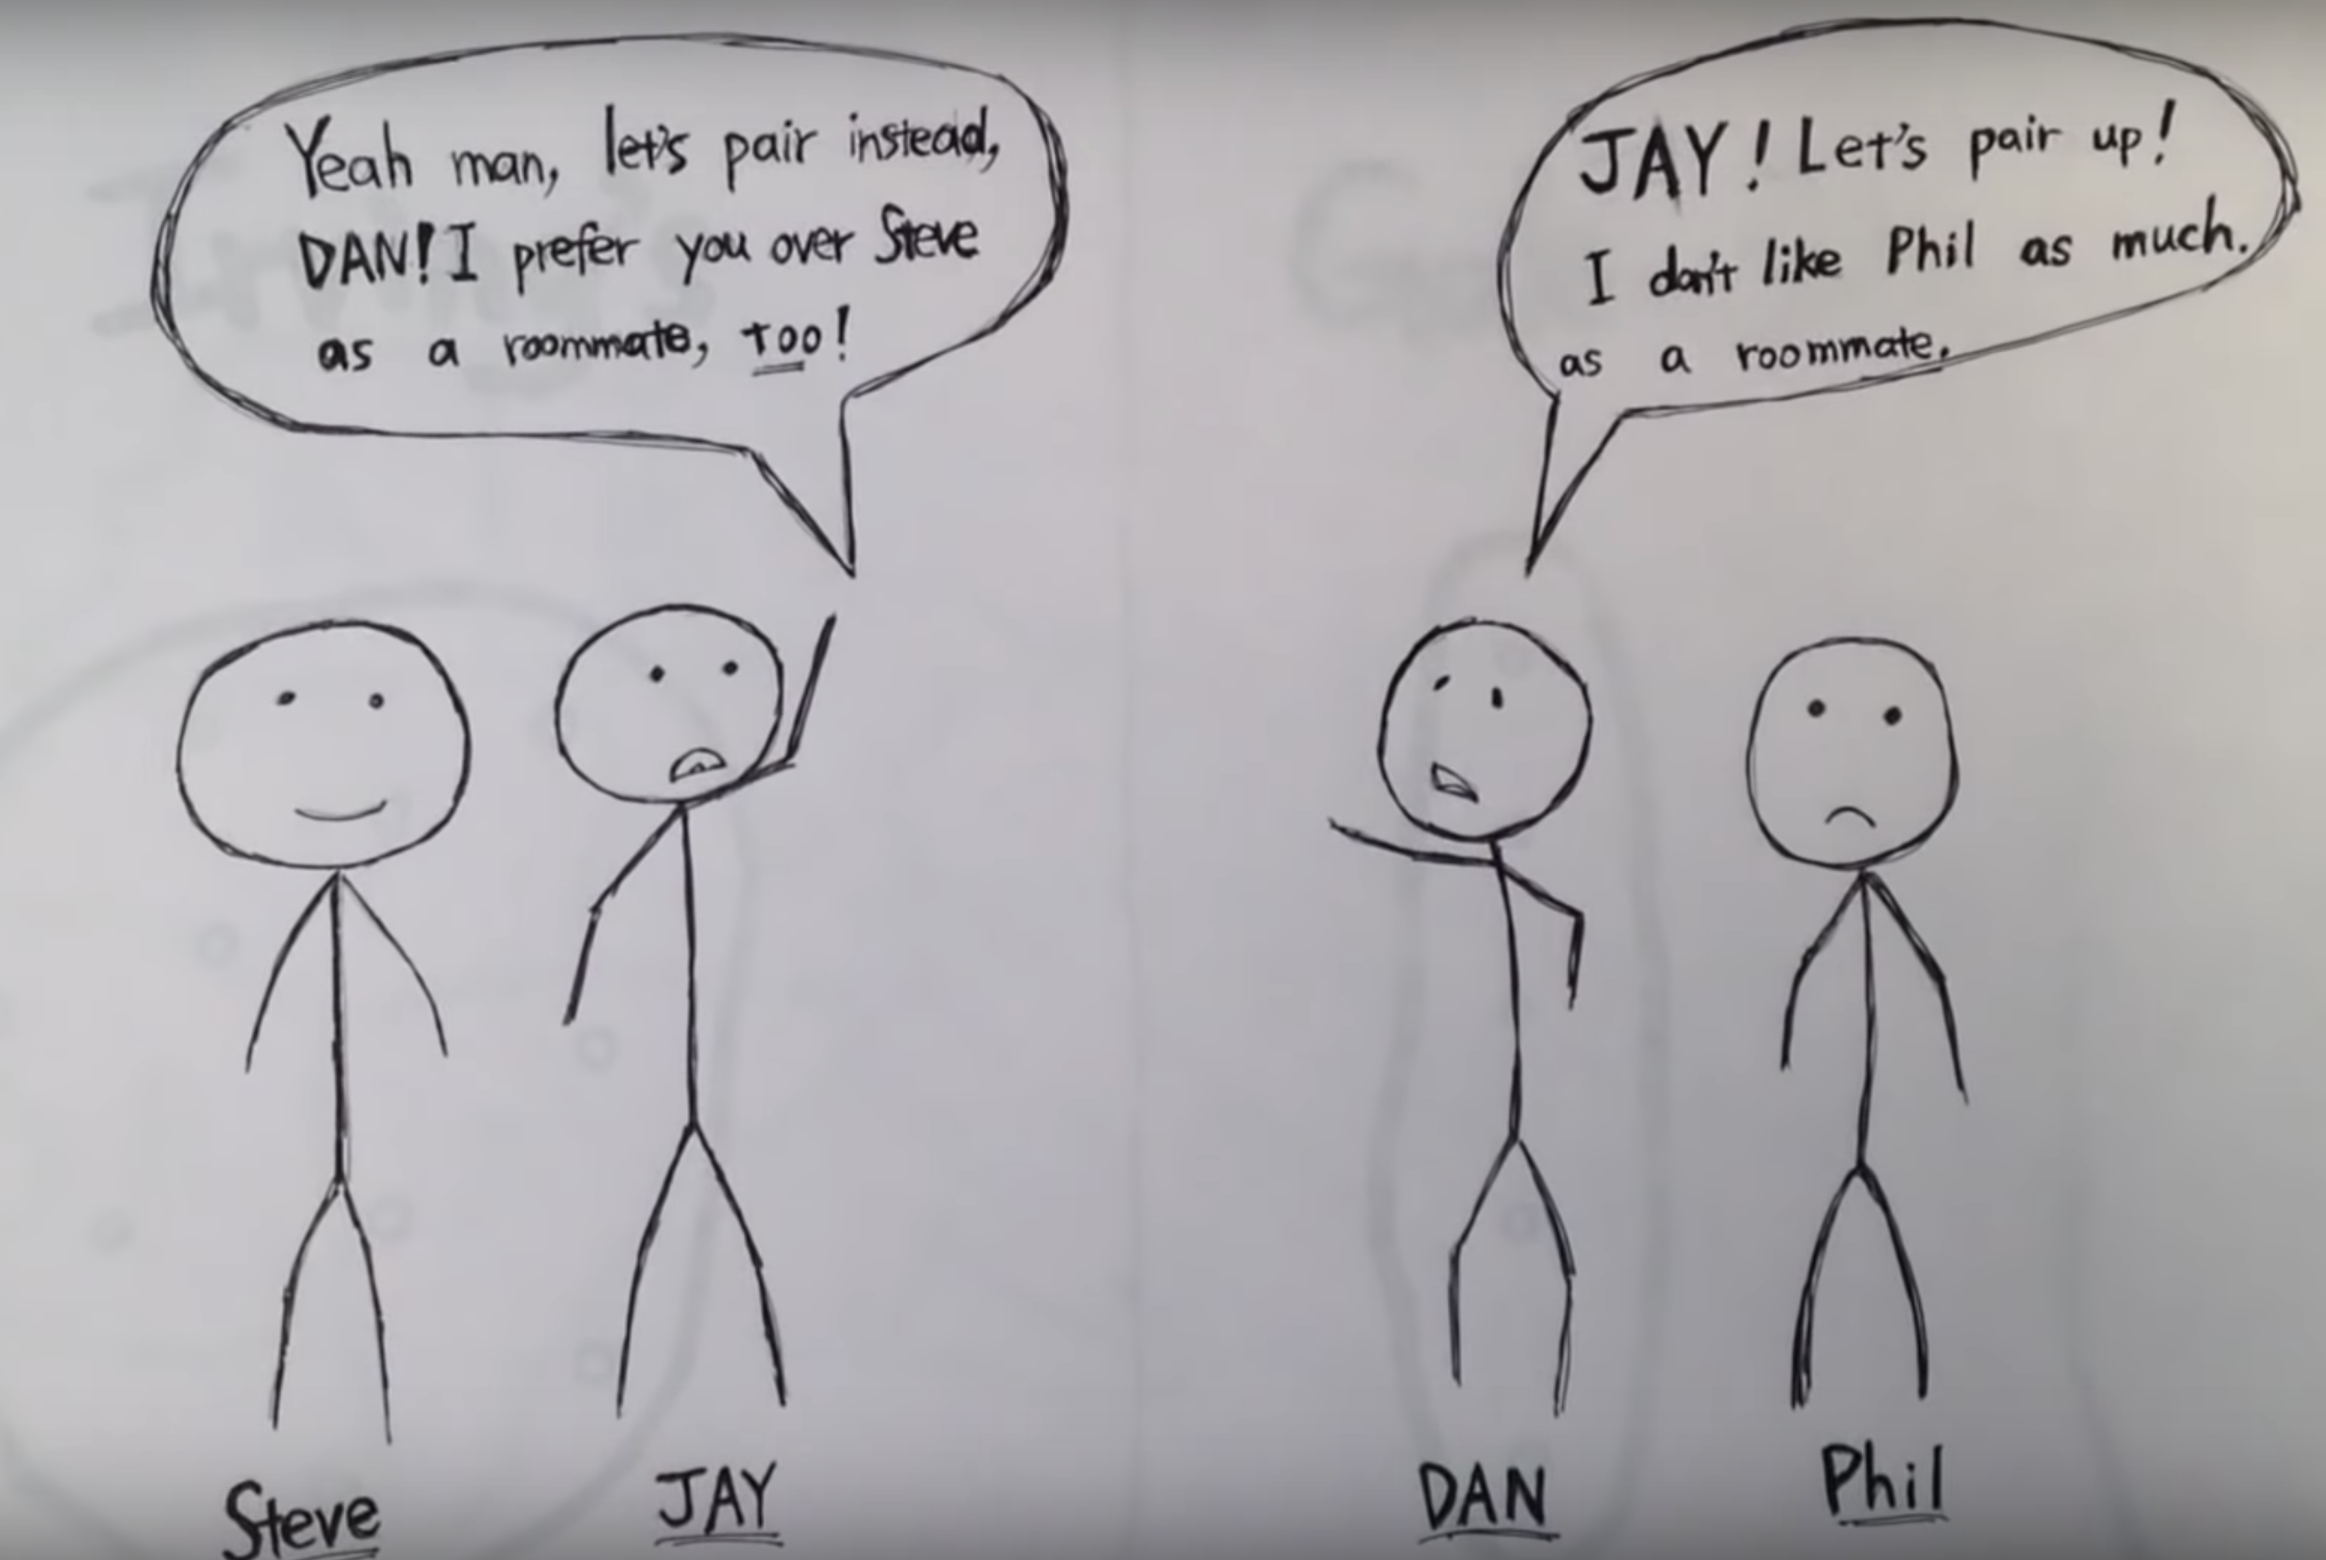 Yeah man, let's pair instead,
DAN! I prefer you over Steve
as a roommate, too!
JAY! Let's pair up!
I don't like Phil as much.
as a roommate.
Steve
JAY
DAN
Phil